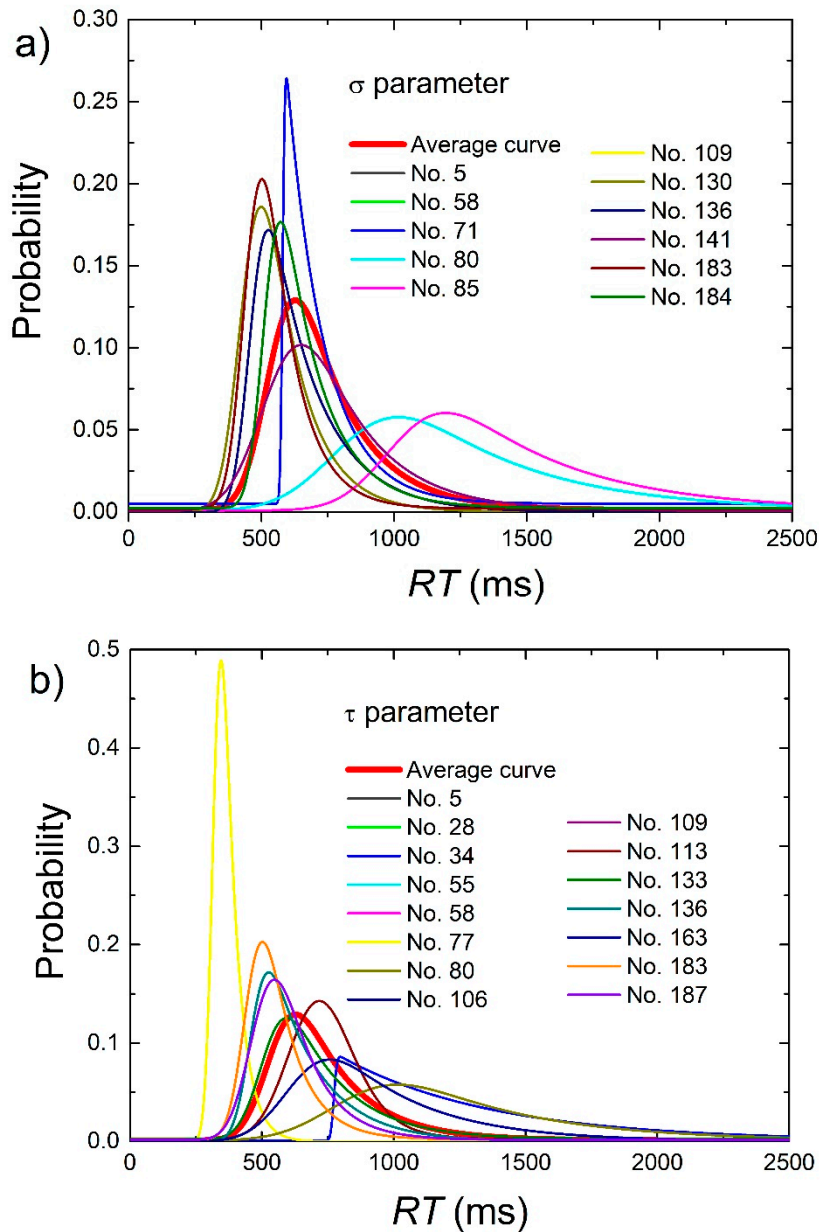 a)
0.30
0.25
0.20
0.15
0.10
0.05
0.00
Probability
σ parameter
Average curve
No. 5
No. 58
No. 71
No. 80
No. 85
No. 109
No. 130
No. 136
No. 141
No. 183
No. 184
0 500 1000 1500 2000 2500
RT (ms)
b)
0.5
0.4
0.3
0.2
0.1
0.0
Probability
τ parameter
Average curve
No. 5
No. 28
No. 34
No. 55
No. 58
No. 77
No. 80
No. 106
No. 109
No. 113
No. 133
No. 136
No. 163
No. 183
No. 187
0 500 1000 1500 2000 2500
RT (ms)